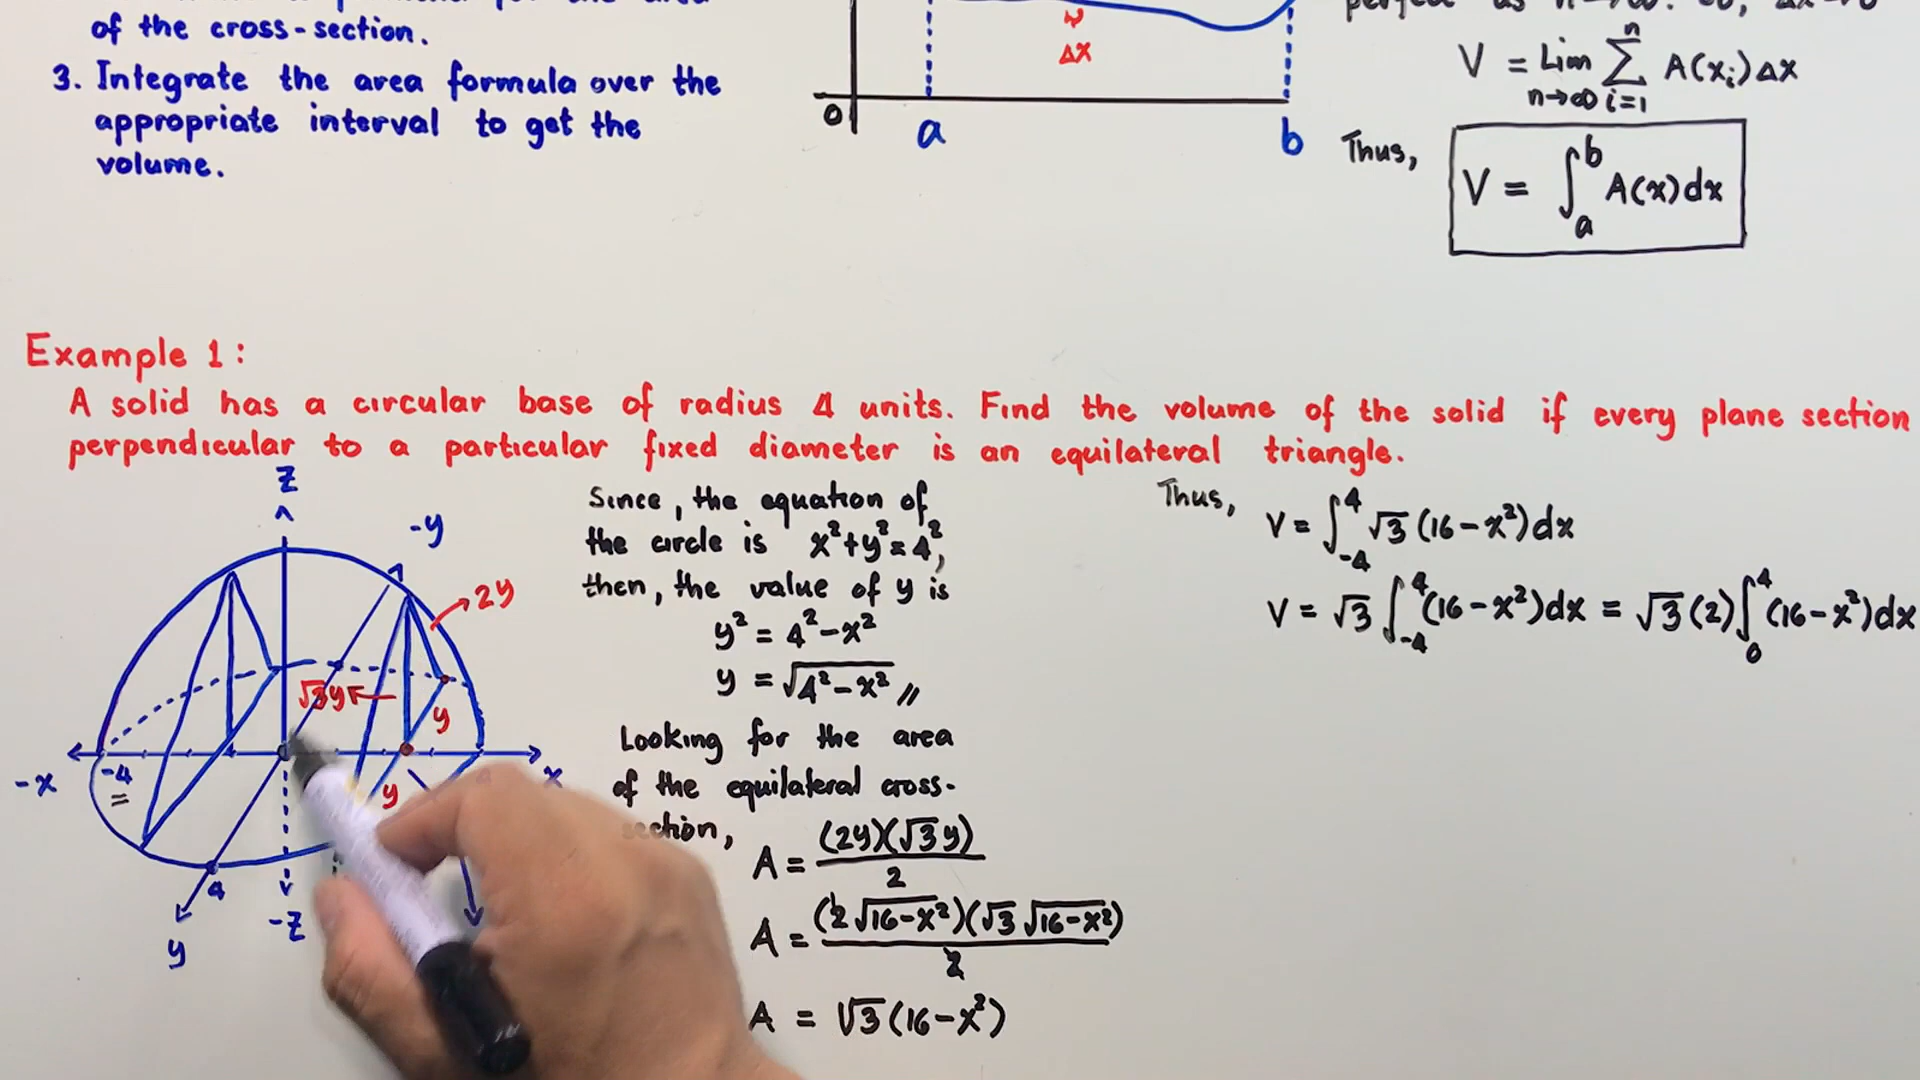 of the cross-section.
3. Integrate the area formula over the
appropriate interval to get the
volume.
Δx
0
a
b
V = Lim Σ A(xᵢ)Δx
n
n→∞ i=1
Thus,
V = ∫ₐᵇ A(x)dx
Example 1:
A solid has a circular base of radius 4 units. Find the volume of the solid if every plane section
perpendicular to a particular fixed diameter is an equilateral triangle.
z
-y
2y
√3y
y
y
-4
-x
x
4
-z
y
Since, the equation of
the circle is x²+y²=4²,
then, the value of y is
y² = 4²-x²
y = √4²-x² //
Looking for the area
of the equilateral cross-
section,
A = (2y)(√3y)
2
A = (2√16-x²)(√3√16-x²)
2
A = √3(16-x²)
Thus,
V = ∫₋₄⁴ √3(16-x²)dx
V = √3∫₋₄⁴(16-x²)dx = √3(2)∫₀⁴(16-x²)dx